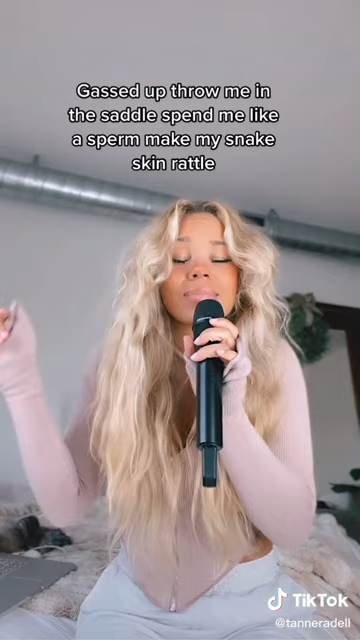 Gassed up throw me in
the saddle spend me like
a sperm make my snake
skin rattle
TikTok
@tanneradell